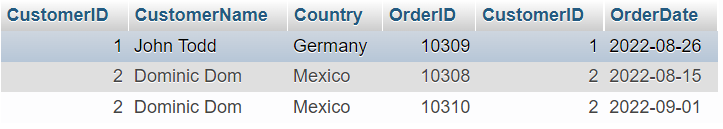 CustomerID CustomerName Country OrderID CustomerID OrderDate
1 John Todd Germany 10309 1 2022-08-26
2 Dominic Dom Mexico 10308 2 2022-08-15
2 Dominic Dom Mexico 10310 2 2022-09-01